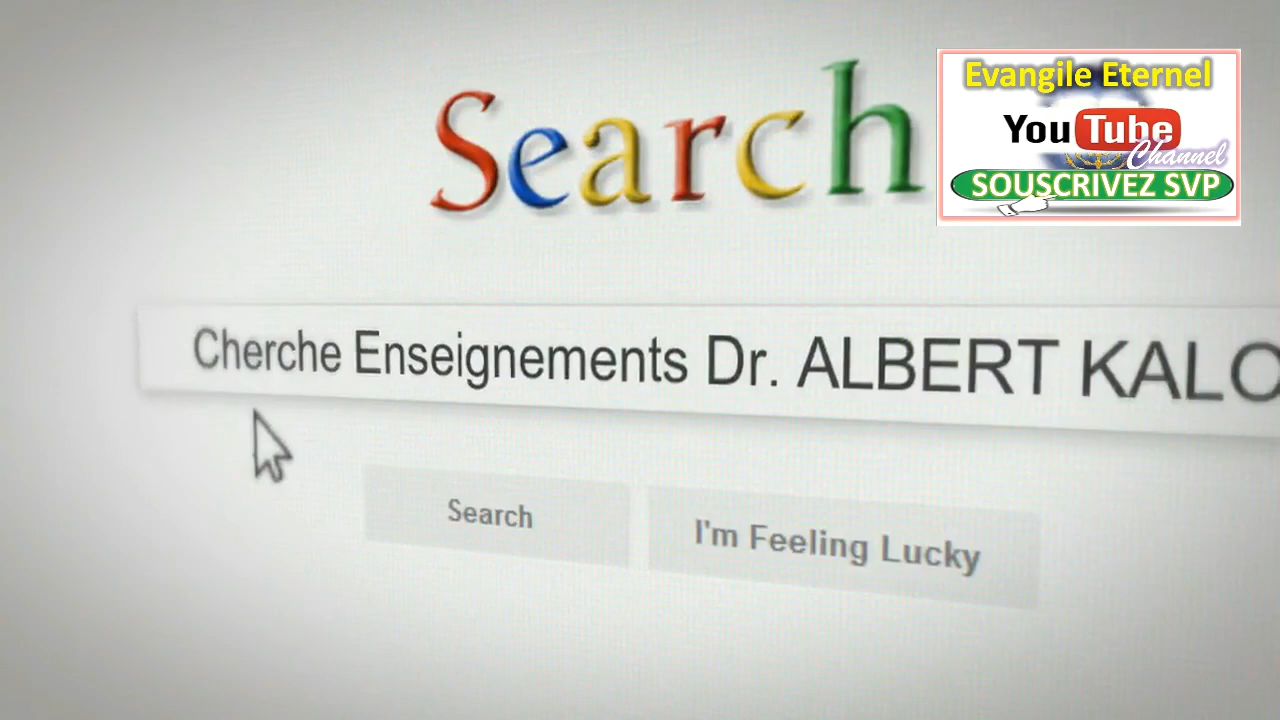 Search
Evangile Eternel
YouTube
Channel
SOUSCRIVEZ SVP
Cherche Enseignements Dr. ALBERT KALO
Search
I'm Feeling Lucky